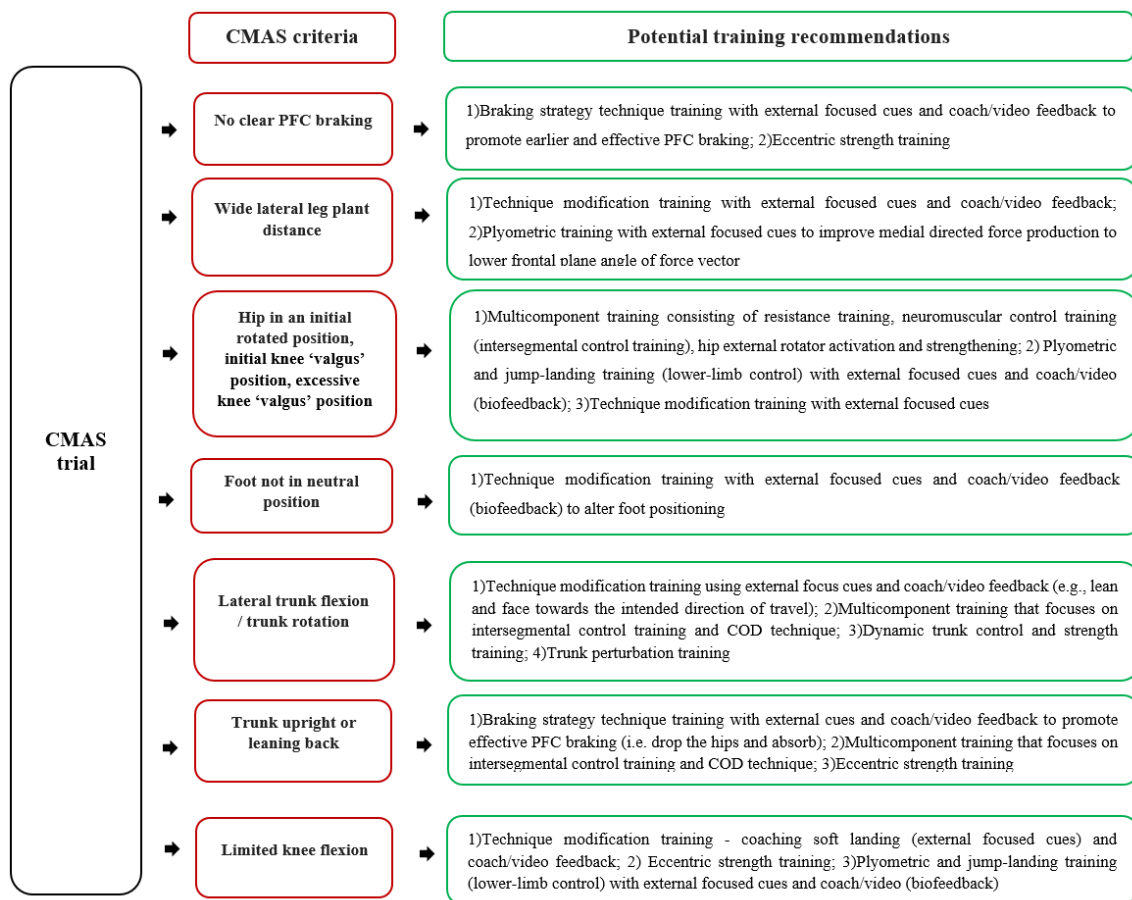 CMAS criteria
Potential training recommendations
CMAS
trial
No clear PFC braking
1)Braking strategy technique training with external focused cues and coach/video feedback to
promote earlier and effective PFC braking; 2)Eccentric strength training
Wide lateral leg plant
distance
1)Technique modification training with external focused cues and coach/video feedback;
2)Plyometric training with external focused cues to improve medial directed force production to
lower frontal plane angle of force vector
Hip in an initial
rotated position,
initial knee ‘valgus’
position, excessive
knee ‘valgus’ position
1)Multicomponent training consisting of resistance training, neuromuscular control training
(intersegmental control training), hip external rotator activation and strengthening; 2) Plyometric
and jump-landing training (lower-limb control) with external focused cues and coach/video
(biofeedback); 3)Technique modification training with external focused cues
Foot not in neutral
position
1)Technique modification training with external focused cues and coach/video feedback
(biofeedback) to alter foot positioning
Lateral trunk flexion
/ trunk rotation
1)Technique modification training using external focus cues and coach/video feedback (e.g., lean
and face towards the intended direction of travel); 2)Multicomponent training that focuses on
intersegmental control training and COD technique; 3)Dynamic trunk control and strength
training; 4)Trunk perturbation training
Trunk upright or
leaning back
1)Braking strategy technique training with external cues and coach/video feedback to promote
effective PFC braking (i.e. drop the hips and absorb); 2)Multicomponent training that focuses on
intersegmental control training and COD technique; 3)Eccentric strength training
Limited knee flexion
1)Technique modification training - coaching soft landing (external focused cues) and
coach/video feedback; 2) Eccentric strength training; 3)Plyometric and jump-landing training
(lower-limb control) with external focused cues and coach/video (biofeedback)